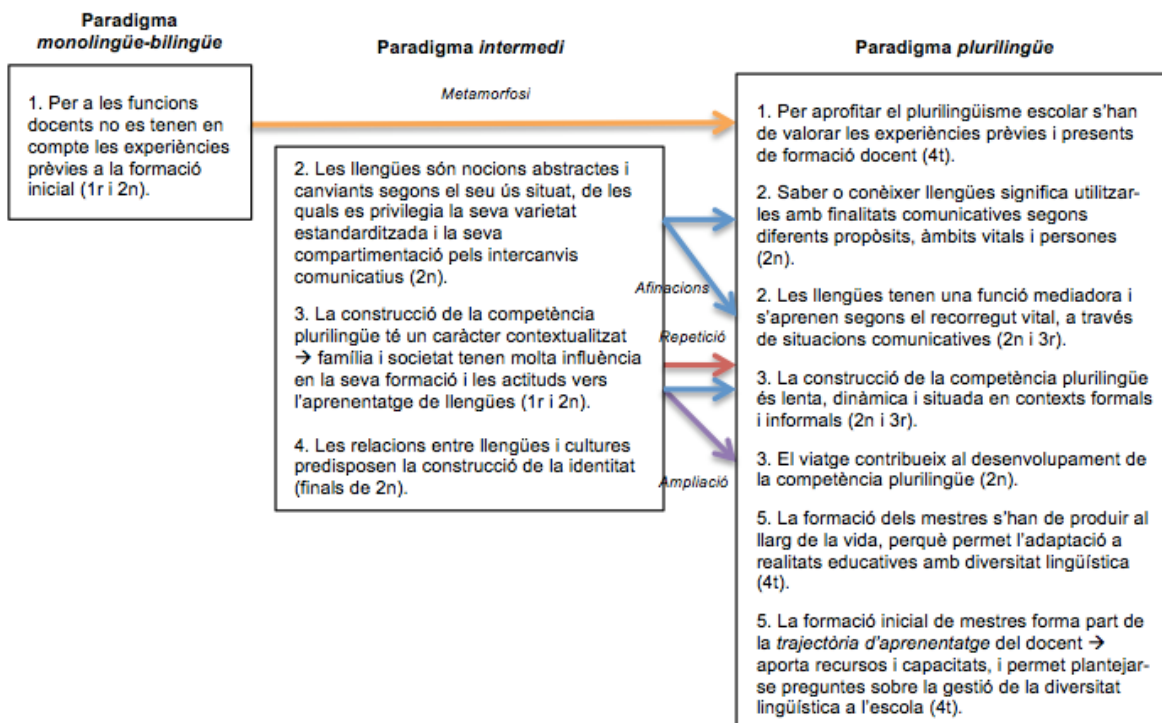 Paradigma
monolingüe-bilingüe
1. Per a les funcions
docents no es tenen en
compte les experiències
prèvies a la formació
inicial (1r i 2n).
Paradigma intermedi
Metamorfosi
2. Les llengües són nocions abstractes i
canviants segons el seu ús situat, de les
quals es privilegia la seva varietat
estandarditzada i la seva
compartimentació pels intercanvis
comunicatius (2n).
3. La construcció de la competència
plurilingüe té un caràcter contextualitzat
→ família i societat tenen molta influència
en la seva formació i les actituds vers
l'aprenentatge de llengües (1r i 2n).
4. Les relacions entre llengües i cultures
predisposen la construcció de la identitat
(finals de 2n).
Afinacions
Repetició
Ampliació
Paradigma plurilingüe
1. Per aprofitar el plurilingüisme escolar s'han
de valorar les experiències prèvies i presents
de formació docent (4t).
2. Saber o conèixer llengües significa utilitzar-
les amb finalitats comunicatives segons
diferents propòsits, àmbits vitals i persones
(2n).
2. Les llengües tenen una funció mediadora i
s'aprenen segons el recorregut vital, a través
de situacions comunicatives (2n i 3r).
3. La construcció de la competència plurilingüe
és lenta, dinàmica i situada en contexts formals
i informals (2n i 3r).
3. El viatge contribueix al desenvolupament de
la competència plurilingüe (2n).
5. La formació dels mestres s'han de produir al
llarg de la vida, perquè permet l'adaptació a
realitats educatives amb diversitat lingüística
(4t).
5. La formació inicial de mestres forma part de
la trajectòria d'aprenentatge del docent →
aporta recursos i capacitats, i permet plantejar-
se preguntes sobre la gestió de la diversitat
lingüística a l'escola (4t).